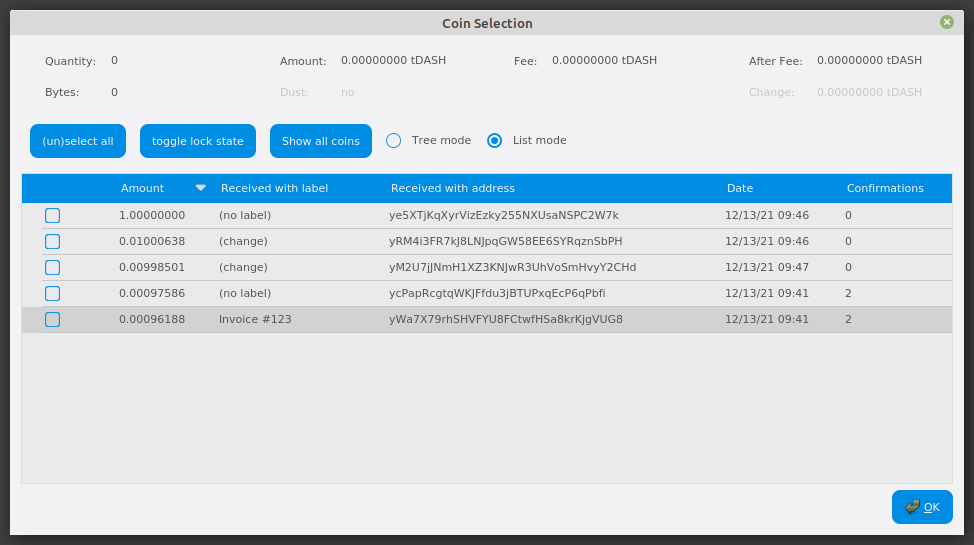 Coin Selection
Quantity: 0 Amount: 0.00000000 tDASH Fee: 0.00000000 tDASH After Fee: 0.00000000 tDASH
Bytes: 0 Dust: no Change: 0.00000000 tDASH
(un)select all toggle lock state Show all coins Tree mode List mode
Amount Received with label Received with address Date Confirmations
1.00000000 (no label) ye5XTjKqXyrVizEzky255NXUsaNSPC2W7k 12/13/21 09:46 0
0.01000638 (change) yRM4i3FR7kJ8LNJpqGW58EE6SYRqznSbPH 12/13/21 09:46 0
0.00998501 (change) yM2U7jJNmH1XZ3KNJwR3UhVoSmHvyY2CHd 12/13/21 09:47 0
0.00097586 (no label) ycPapRcgtqWKJFfdu3jBTUPxqEcP6qPbfi 12/13/21 09:41 2
0.00096188 Invoice #123 yWa7X79rhSHVFYU8FCtwfHSa8krKjgVUG8 12/13/21 09:41 2
OK